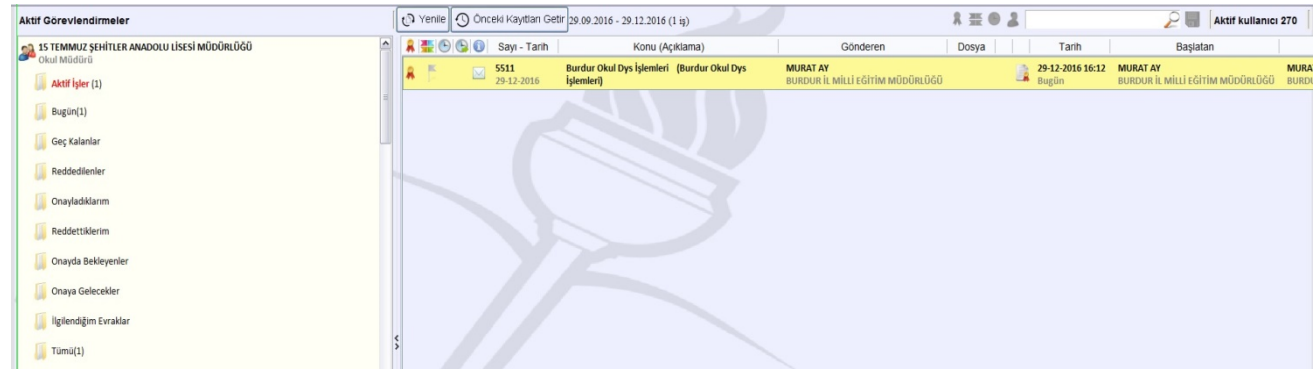 Aktif Görevlendirmeler
Yenile Önceki Kayıtları Getir 29.09.2016 - 29.12.2016 (1 iş) Aktif kullanıcı 270
15 TEMMUZ ŞEHİTLER ANADOLU LİSESİ MÜDÜRLÜĞÜ
Okul Müdürü
Aktif İşler (1)
Bugün(1)
Geç Kalanlar
Reddedilenler
Onayladıklarım
Reddettiklerim
Onayda Bekleyenler
Onaya Gelecekler
İlgilendiğim Evraklar
Tümü(1)
Sayı - Tarih Konu (Açıklama) Gönderen Dosya Tarih Başlatan
5511 Burdur Okul Dys İşlemleri (Burdur Okul Dys MURAT AY 29-12-2016 16:12 MURAT AY MURA
29-12-2016 İşlemleri) BURDUR İL MİLLİ EĞİTİM MÜDÜRLÜĞÜ Bugün BURDUR İL MİLLİ EĞİTİM MÜDÜRLÜĞÜ BURDU